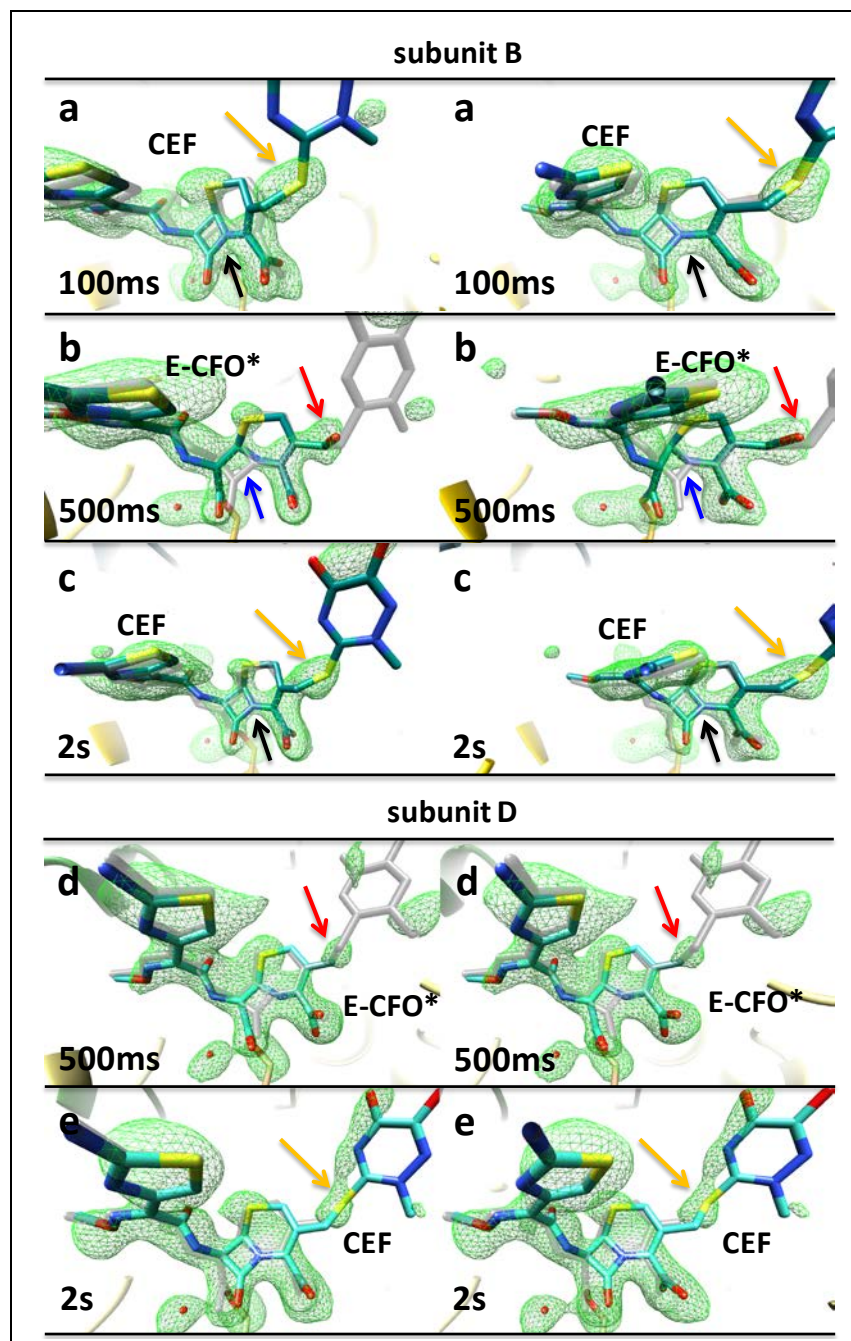 subunit B
a a
CEF CEF
100ms 100ms
b b
E-CFO* E-CFO*
500ms 500ms
c c
CEF CEF
2s 2s
subunit D
d d
E-CFO* E-CFO*
500ms 500ms
e e
CEF CEF
2s 2s